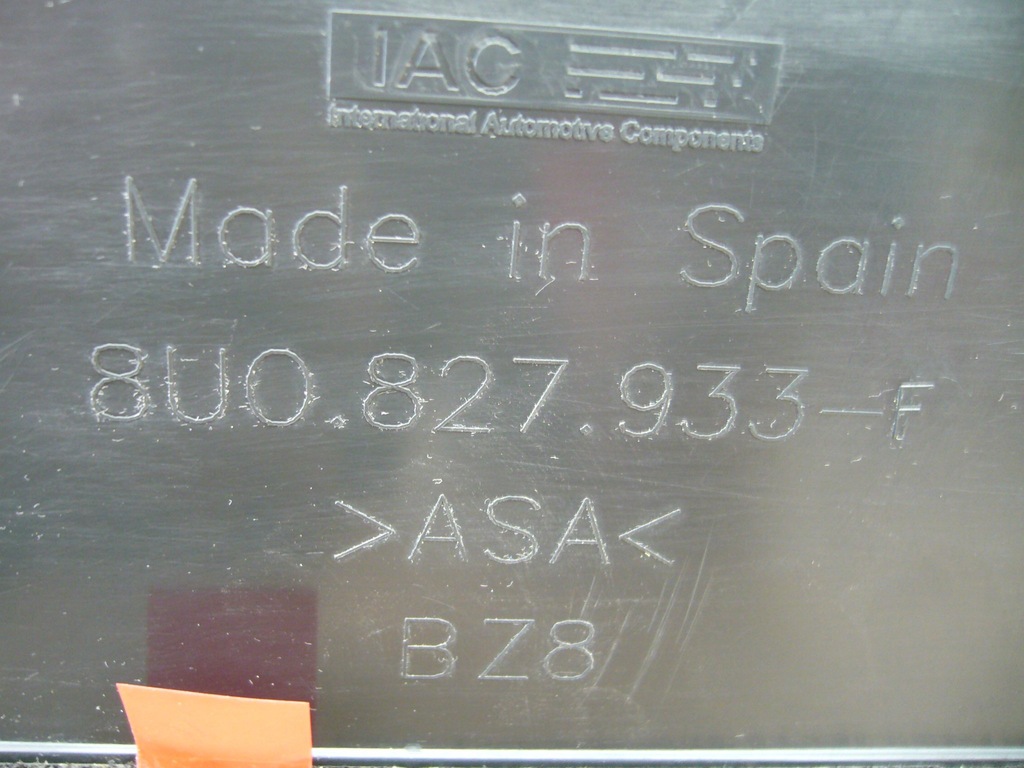 IAC
International Automotive Components
Made in Spain
8U0.827.933-F
>ASA<
BZ8